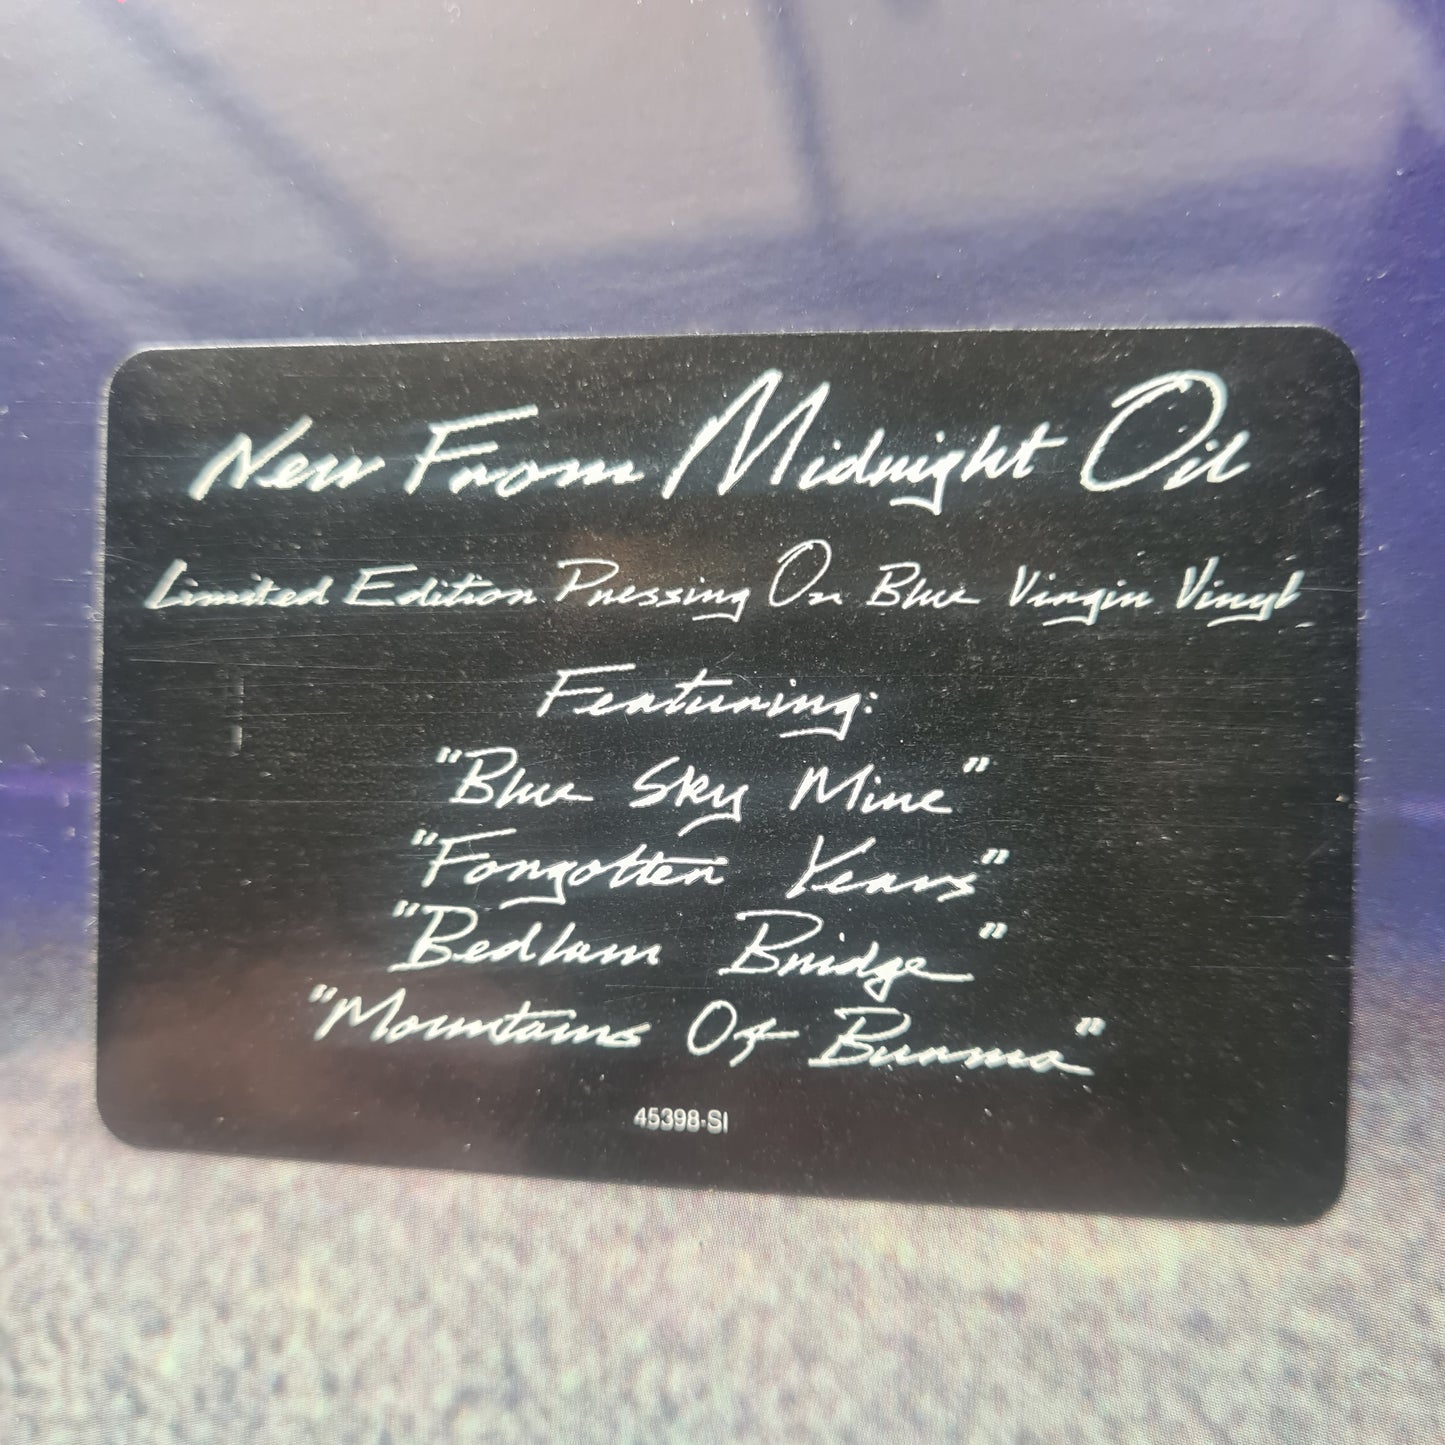 New From Midnight Oil
Limited Edition Pressing On Blue Virgin Vinyl
Featuring:
"Blue Sky Mine"
"Forgotten Years"
"Bedlam Bridge"
"Mountains Of Burma"
45398-SI